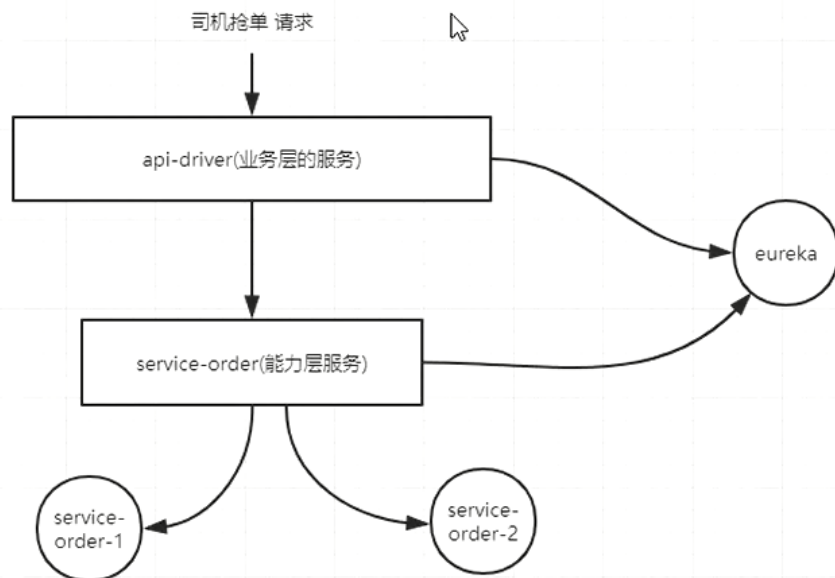 司机抢单 请求
api-driver(业务层的服务)
eureka
service-order(能力层服务)
service-
order-1
service-
order-2